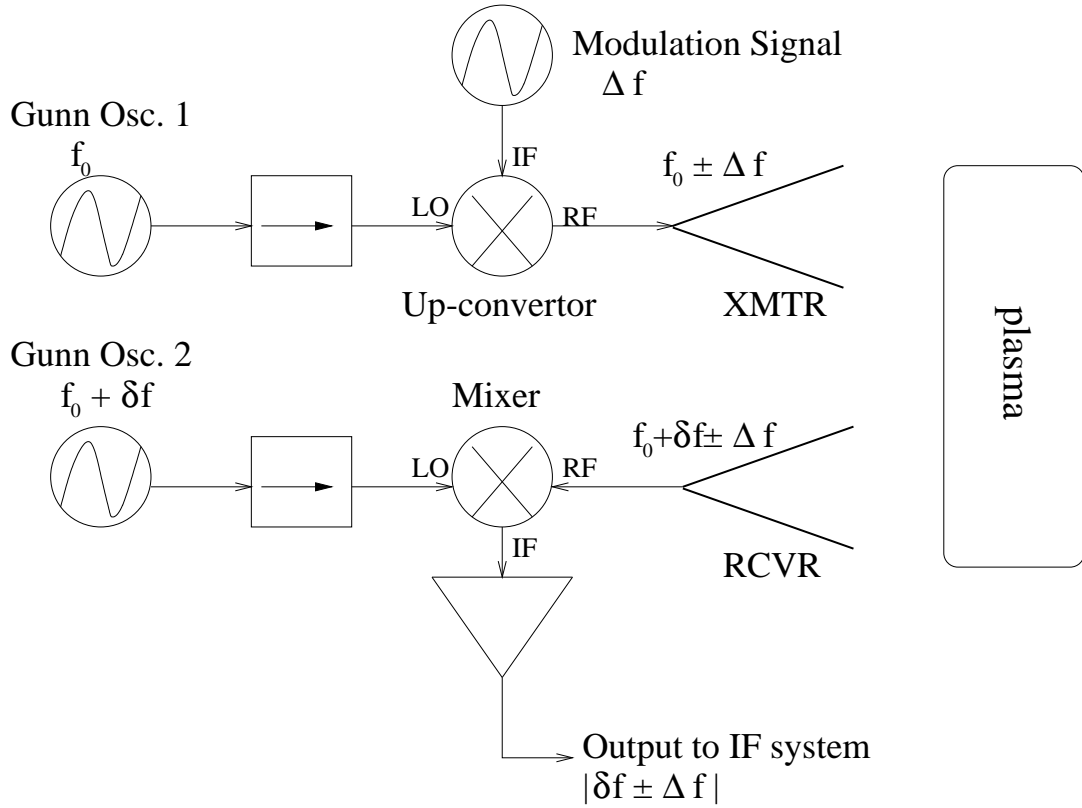 Modulation Signal
Δ f
Gunn Osc. 1
f₀
IF
LO
RF
f₀ ± Δ f
Up-convertor
XMTR
plasma
Gunn Osc. 2
f₀ + δf
Mixer
f₀+δf± Δ f
LO
RF
IF
RCVR
Output to IF system
|δf ± Δ f |